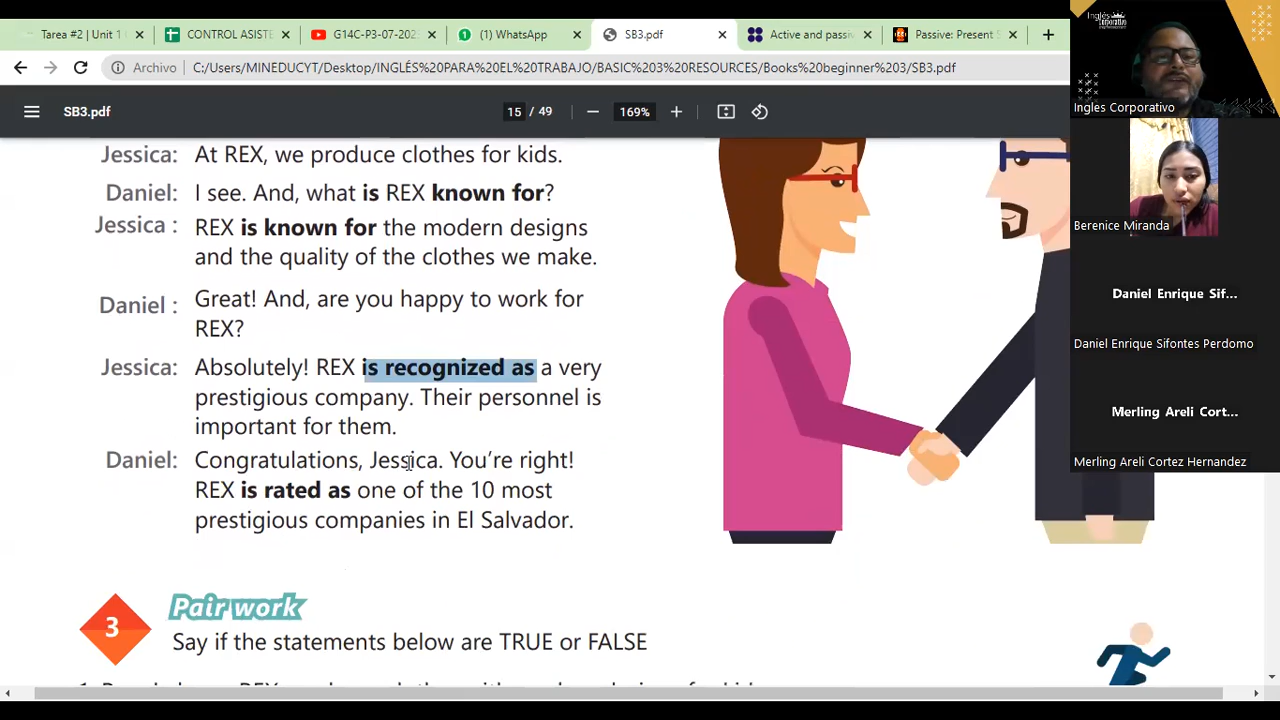 Tarea #2 | Unit 1
CONTROL ASISTE
G14C-P3-07-202
(1) WhatsApp
SB3.pdf
Active and passi
Passive: Present S
Archivo
C:/Users/MINEDUCYT/Desktop/INGLÉS%20PARA%20EL%20TRABAJO/BASIC%203%20RESOURCES/Books%20beginner%203/SB3.pdf
SB3.pdf
15 / 49
169%
Jessica: At REX, we produce clothes for kids.
Daniel: I see. And, what is REX known for?
Jessica : REX is known for the modern designs
and the quality of the clothes we make.
Daniel : Great! And, are you happy to work for
REX?
Jessica: Absolutely! REX is recognized as a very
prestigious company. Their personnel is
important for them.
Daniel: Congratulations, Jessica. You're right!
REX is rated as one of the 10 most
prestigious companies in El Salvador.
3
Pair work
Say if the statements below are TRUE or FALSE
Inglés
Corporativo
Ingles Corporativo
Berenice Miranda
Daniel Enrique Sif...
Daniel Enrique Sifontes Perdomo
Merling Areli Cort...
Merling Areli Cortez Hernandez